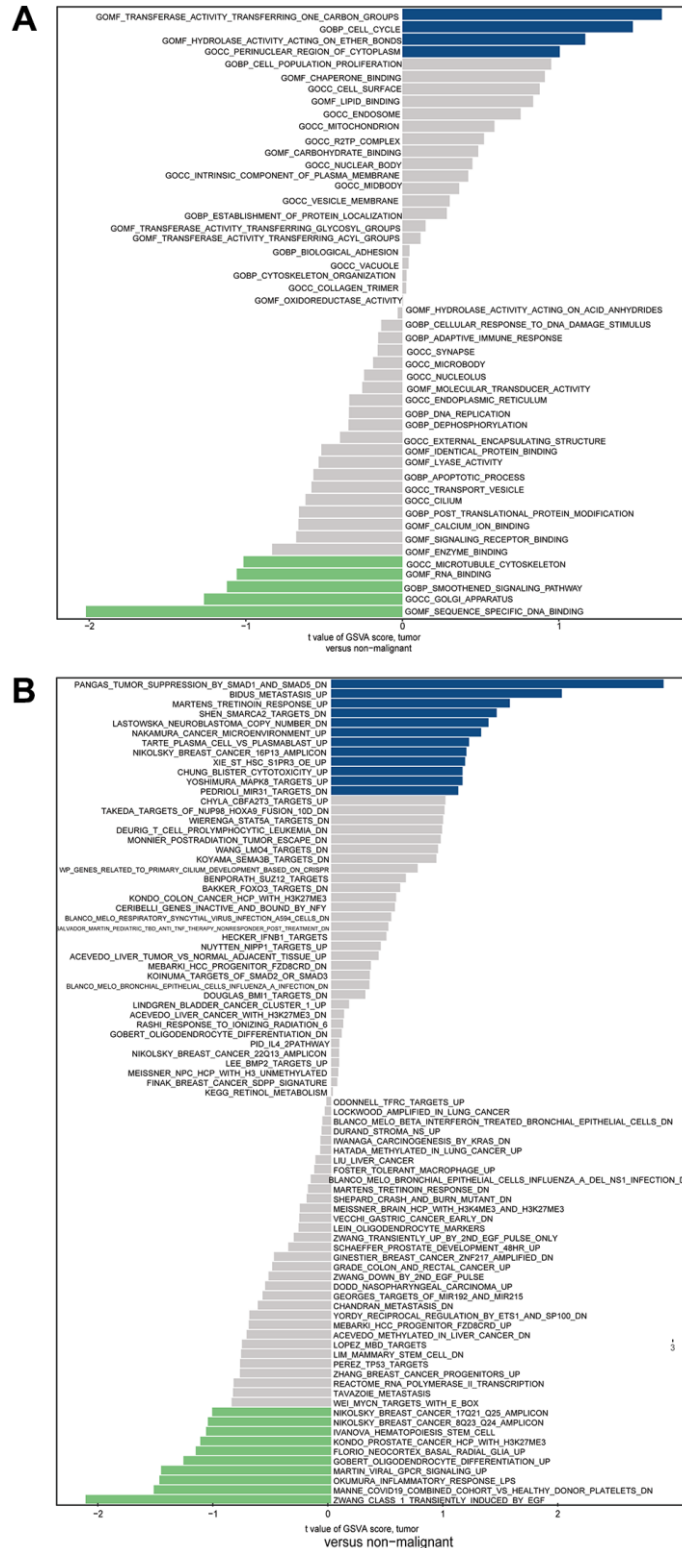 A
GOMF_TRANSFERASE_ACTIVITY_TRANSFERRING_ONE_CARBON_GROUPS
GOBP_CELL_CYCLE
GOMF_HYDROLASE_ACTIVITY_ACTING_ON_ETHER_BONDS
GOCC_PERINUCLEAR_REGION_OF_CYTOPLASM
GOBP_CELL_POPULATION_PROLIFERATION
GOMF_CHAPERONE_BINDING
GOCC_CELL_SURFACE
GOMF_LIPID_BINDING
GOCC_ENDOSOME
GOCC_MITOCHONDRION
GOCC_R2TP_COMPLEX
GOMF_CARBOHYDRATE_BINDING
GOCC_NUCLEAR_BODY
GOCC_INTRINSIC_COMPONENT_OF_PLASMA_MEMBRANE
GOCC_MIDBODY
GOCC_VESICLE_MEMBRANE
GOBP_ESTABLISHMENT_OF_PROTEIN_LOCALIZATION
GOMF_TRANSFERASE_ACTIVITY_TRANSFERRING_GLYCOSYL_GROUPS
GOMF_TRANSFERASE_ACTIVITY_TRANSFERRING_ACYL_GROUPS
GOBP_BIOLOGICAL_ADHESION
GOCC_VACUOLE
GOBP_CYTOSKELETON_ORGANIZATION
GOCC_COLLAGEN_TRIMER
GOMF_OXIDOREDUCTASE_ACTIVITY
GOMF_HYDROLASE_ACTIVITY_ACTING_ON_ACID_ANHYDRIDES
GOBP_CELLULAR_RESPONSE_TO_DNA_DAMAGE_STIMULUS
GOBP_ADAPTIVE_IMMUNE_RESPONSE
GOCC_SYNAPSE
GOCC_MICROBODY
GOCC_NUCLEOLUS
GOMF_MOLECULAR_TRANSDUCER_ACTIVITY
GOCC_ENDOPLASMIC_RETICULUM
GOBP_DNA_REPLICATION
GOBP_DEPHOSPHORYLATION
GOCC_EXTERNAL_ENCAPSULATING_STRUCTURE
GOMF_IDENTICAL_PROTEIN_BINDING
GOMF_LYASE_ACTIVITY
GOBP_APOPTOTIC_PROCESS
GOCC_TRANSPORT_VESICLE
GOCC_CILIUM
GOBP_POST_TRANSLATIONAL_PROTEIN_MODIFICATION
GOMF_CALCIUM_ION_BINDING
GOMF_SIGNALING_RECEPTOR_BINDING
GOMF_ENZYME_BINDING
GOCC_MICROTUBULE_CYTOSKELETON
GOMF_RNA_BINDING
GOBP_SMOOTHENED_SIGNALING_PATHWAY
GOCC_GOLGI_APPARATUS
GOMF_SEQUENCE_SPECIFIC_DNA_BINDING
−2 −1 0 1
t value of GSVA score, tumor
versus non-malignant
B
PANGAS_TUMOR_SUPPRESSION_BY_SMAD1_AND_SMAD5_DN
BIDUS_METASTASIS_UP
MARTENS_TRETINOIN_RESPONSE_UP
SHEN_SMARCA2_TARGETS_DN
LASTOWSKA_NEUROBLASTOMA_COPY_NUMBER_DN
NAKAMURA_CANCER_MICROENVIRONMENT_UP
TARTE_PLASMA_CELL_VS_PLASMABLAST_UP
NIKOLSKY_BREAST_CANCER_16P13_AMPLICON
XIE_ST_HSC_S1PR3_OE_UP
CHUNG_BLISTER_CYTOTOXICITY_UP
YOSHIMURA_MAPK8_TARGETS_UP
PEDRIOLI_MIR31_TARGETS_DN
CHYLA_CBFA2T3_TARGETS_UP
TAKEDA_TARGETS_OF_NUP98_HOXA9_FUSION_10D_DN
WIERENGA_STAT5A_TARGETS_DN
DEURIG_T_CELL_PROLYMPHOCYTIC_LEUKEMIA_DN
MONNIER_POSTRADIATION_TUMOR_ESCAPE_DN
WANG_LMO4_TARGETS_DN
KOYAMA_SEMA3B_TARGETS_DN
WP_GENES_RELATED_TO_PRIMARY_CILIUM_DEVELOPMENT_BASED_ON_CRISPR
BENPORATH_SUZ12_TARGETS
BAKKER_FOXO3_TARGETS_DN
KONDO_COLON_CANCER_HCP_WITH_H3K27ME3
CERIBELLI_GENES_INACTIVE_AND_BOUND_BY_NFY
BLANCO_MELO_RESPIRATORY_SYNCYTIAL_VIRUS_INFECTION_A594_CELLS_DN
SALVADOR_MARTIN_PEDIATRIC_TBD_ANTI_TNF_THERAPY_NONRESPONDER_POST_TREATMENT_DN
HECKER_IFNB1_TARGETS
NUYTTEN_NIPP1_TARGETS_UP
ACEVEDO_LIVER_TUMOR_VS_NORMAL_ADJACENT_TISSUE_UP
MEBARKI_HCC_PROGENITOR_FZD8CRD_DN
KOINUMA_TARGETS_OF_SMAD2_OR_SMAD3
BLANCO_MELO_BRONCHIAL_EPITHELIAL_CELLS_INFLUENZA_A_INFECTION_DN
DOUGLAS_BMI1_TARGETS_DN
LINDGREN_BLADDER_CANCER_CLUSTER_1_UP
ACEVEDO_LIVER_CANCER_WITH_H3K27ME3_DN
RASHI_RESPONSE_TO_IONIZING_RADIATION_6
GOBERT_OLIGODENDROCYTE_DIFFERENTIATION_DN
PID_IL4_2PATHWAY
NIKOLSKY_BREAST_CANCER_22Q13_AMPLICON
LEE_BMP2_TARGETS_UP
MEISSNER_NPC_HCP_WITH_H3_UNMETHYLATED
FINAK_BREAST_CANCER_SDPP_SIGNATURE
KEGG_RETINOL_METABOLISM
ODONNELL_TFRC_TARGETS_UP
LOCKWOOD_AMPLIFIED_IN_LUNG_CANCER
BLANCO_MELO_BETA_INTERFERON_TREATED_BRONCHIAL_EPITHELIAL_CELLS_DN
DURAND_STROMA_NS_UP
IWANAGA_CARCINOGENESIS_BY_KRAS_DN
HATADA_METHYLATED_IN_LUNG_CANCER_UP
LIU_LIVER_CANCER
FOSTER_TOLERANT_MACROPHAGE_UP
BLANCO_MELO_BRONCHIAL_EPITHELIAL_CELLS_INFLUENZA_A_DEL_NS1_INFECTION_D
MARTENS_TRETINOIN_RESPONSE_DN
SHEPARD_CRASH_AND_BURN_MUTANT_DN
MEISSNER_BRAIN_HCP_WITH_H3K4ME3_AND_H3K27ME3
VECCHI_GASTRIC_CANCER_EARLY_DN
LEIN_OLIGODENDROCYTE_MARKERS
ZWANG_TRANSIENTLY_UP_BY_2ND_EGF_PULSE_ONLY
SCHAEFFER_PROSTATE_DEVELOPMENT_48HR_UP
GINESTIER_BREAST_CANCER_ZNF217_AMPLIFIED_DN
GRADE_COLON_AND_RECTAL_CANCER_UP
ZWANG_DOWN_BY_2ND_EGF_PULSE
DODD_NASOPHARYNGEAL_CARCINOMA_UP
GEORGES_TARGETS_OF_MIR192_AND_MIR215
CHANDRAN_METASTASIS_DN
YORDY_RECIPROCAL_REGULATION_BY_ETS1_AND_SP100_DN
MEBARKI_HCC_PROGENITOR_FZD8CRD_UP
ACEVEDO_METHYLATED_IN_LIVER_CANCER_DN
LOPEZ_MBD_TARGETS
3
LIM_MAMMARY_STEM_CELL_DN
PEREZ_TP53_TARGETS
ZHANG_BREAST_CANCER_PROGENITORS_UP
REACTOME_RNA_POLYMERASE_II_TRANSCRIPTION
TAVAZOIE_METASTASIS
WEI_MYCN_TARGETS_WITH_E_BOX
NIKOLSKY_BREAST_CANCER_17Q21_Q25_AMPLICON
NIKOLSKY_BREAST_CANCER_8Q23_Q24_AMPLICON
IVANOVA_HEMATOPOIESIS_STEM_CELL
KONDO_PROSTATE_CANCER_HCP_WITH_H3K27ME3
FLORIO_NEOCORTEX_BASAL_RADIAL_GLIA_UP
GOBERT_OLIGODENDROCYTE_DIFFERENTIATION_UP
MARTIN_VIRAL_GPCR_SIGNALING_UP
OKUMURA_INFLAMMATORY_RESPONSE_LPS
MANNE_COVID19_COMBINED_COHORT_VS_HEALTHY_DONOR_PLATELETS_DN
ZWANG_CLASS_1_TRANSIENTLY_INDUCED_BY_EGF
−2 −1 0 1 2
t value of GSVA score, tumor
versus non-malignant